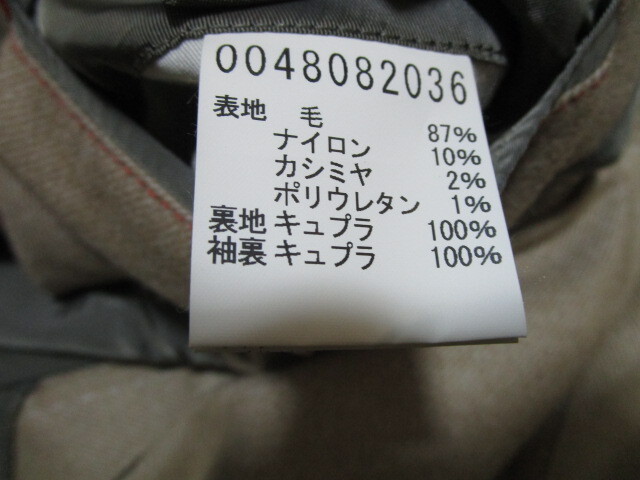 0048082036
表地 毛 87%
ナイロン 10%
カシミヤ 2%
ポリウレタン 1%
裏地 キュプラ 100%
袖裏 キュプラ 100%